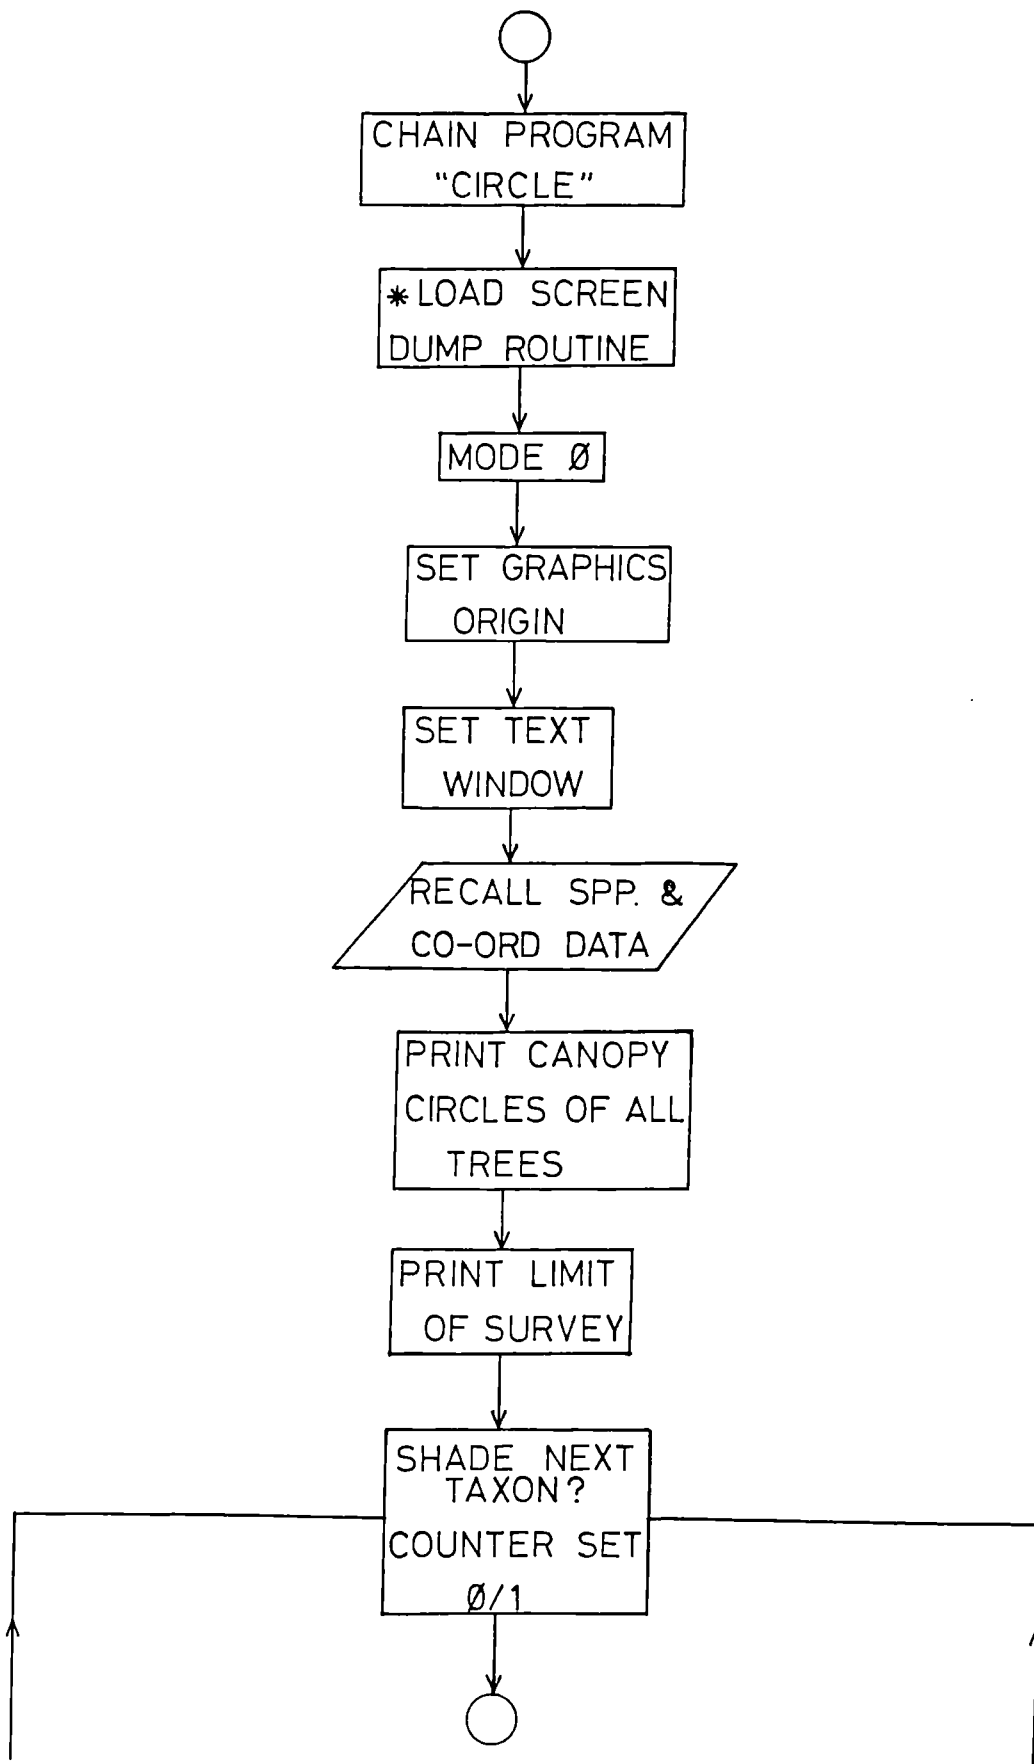 CHAIN PROGRAM
"CIRCLE"
*LOAD SCREEN
DUMP ROUTINE
MODE Ø
SET GRAPHICS
ORIGIN
SET TEXT
WINDOW
RECALL SPP. &
CO-ORD DATA
PRINT CANOPY
CIRCLES OF ALL
TREES
PRINT LIMIT
OF SURVEY
SHADE NEXT
TAXON?
COUNTER SET
Ø/1